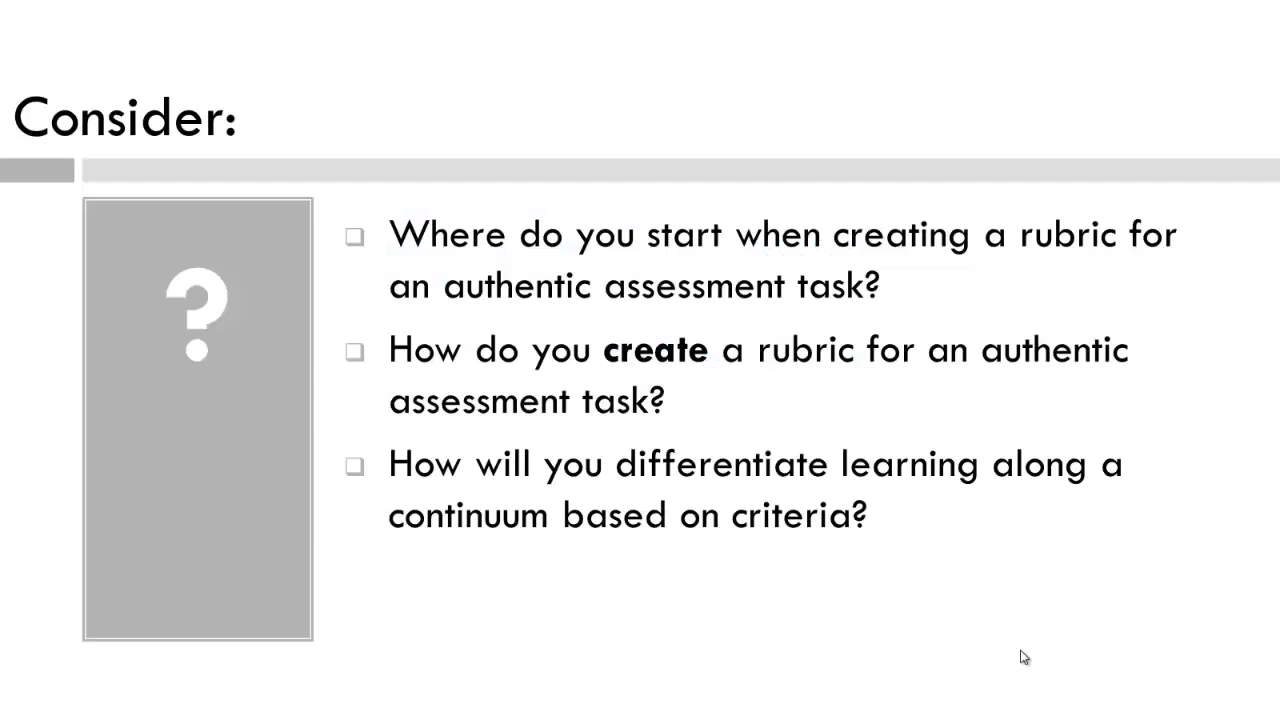 Consider:
?
Where do you start when creating a rubric for
an authentic assessment task?
How do you create a rubric for an authentic
assessment task?
How will you differentiate learning along a
continuum based on criteria?